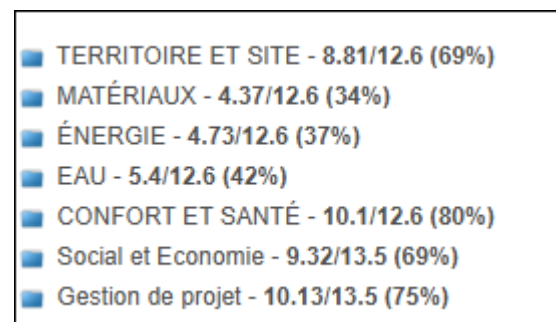 TERRITOIRE ET SITE - 8.81/12.6 (69%)
MATÉRIAUX - 4.37/12.6 (34%)
ÉNERGIE - 4.73/12.6 (37%)
EAU - 5.4/12.6 (42%)
CONFORT ET SANTÉ - 10.1/12.6 (80%)
Social et Economie - 9.32/13.5 (69%)
Gestion de projet - 10.13/13.5 (75%)